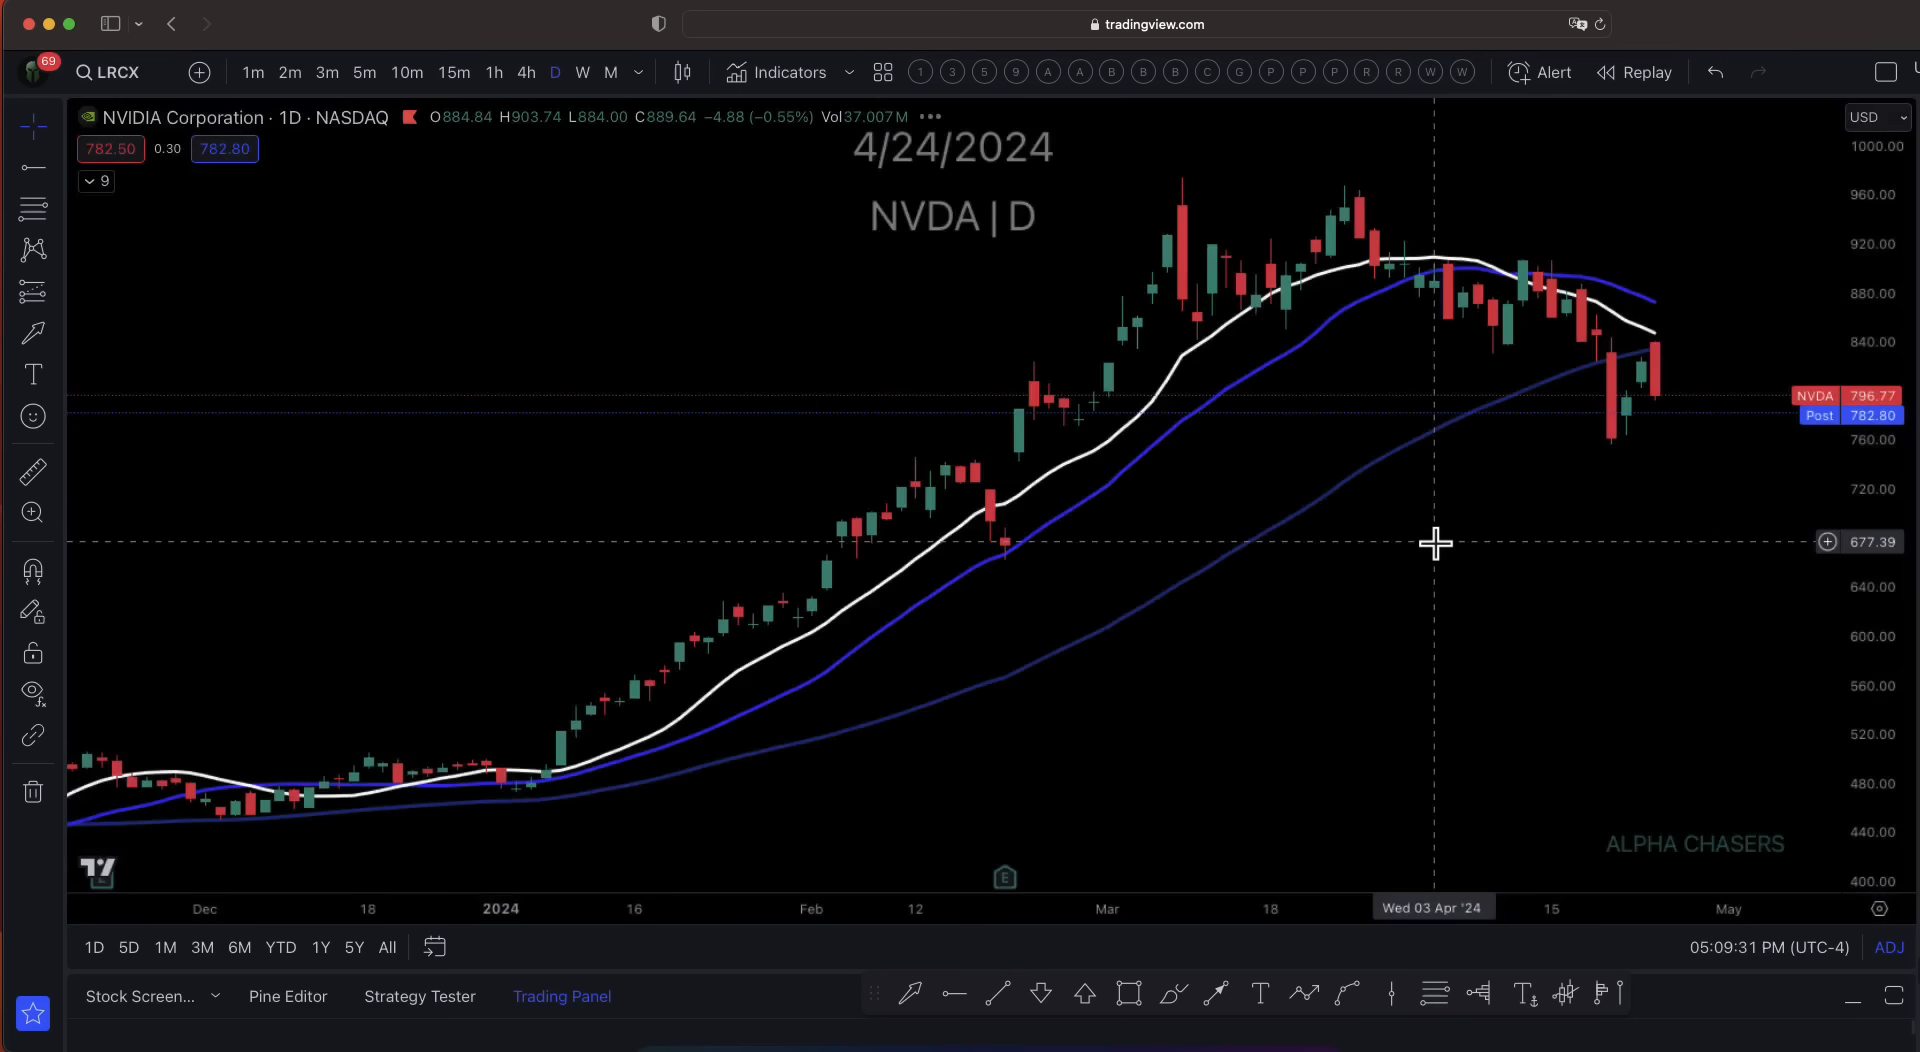 tradingview.com
69
LRCX
1m 2m 3m 5m 10m 15m 1h 4h D W M
Indicators
1 3 5 9 A A B B B C G P P P R R W W
Alert Replay
NVIDIA Corporation · 1D · NASDAQ O884.84 H903.74 L884.00 C889.64 −4.88 (−0.55%) Vol37.007M
USD
782.50 0.30 782.80
9
4/24/2024
NVDA | D
1000.00
960.00
920.00
880.00
840.00
NVDA 796.77
Post 782.80
760.00
720.00
677.39
640.00
600.00
560.00
520.00
480.00
440.00
400.00
ALPHA CHASERS
E
Dec 18 2024 16 Feb 12 Mar 18 Wed 03 Apr '24 15 May
1D 5D 1M 3M 6M YTD 1Y 5Y All
05:09:31 PM (UTC-4) ADJ
Stock Screen... Pine Editor Strategy Tester Trading Panel